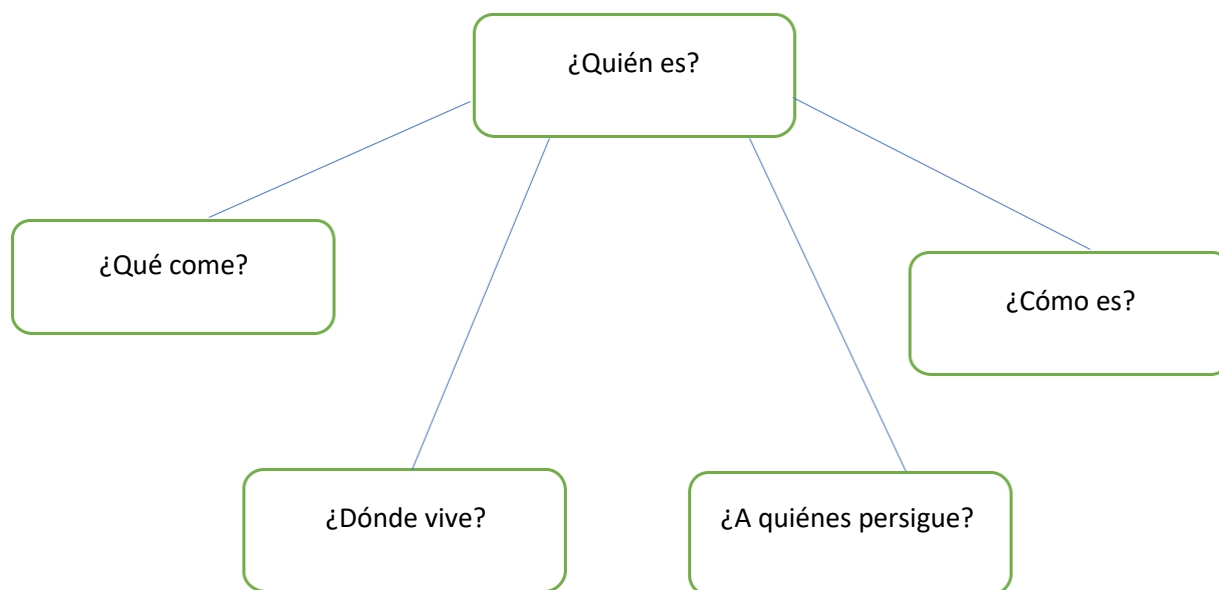 ¿Quién es?
¿Qué come?
¿Cómo es?
¿Dónde vive?
¿A quiénes persigue?